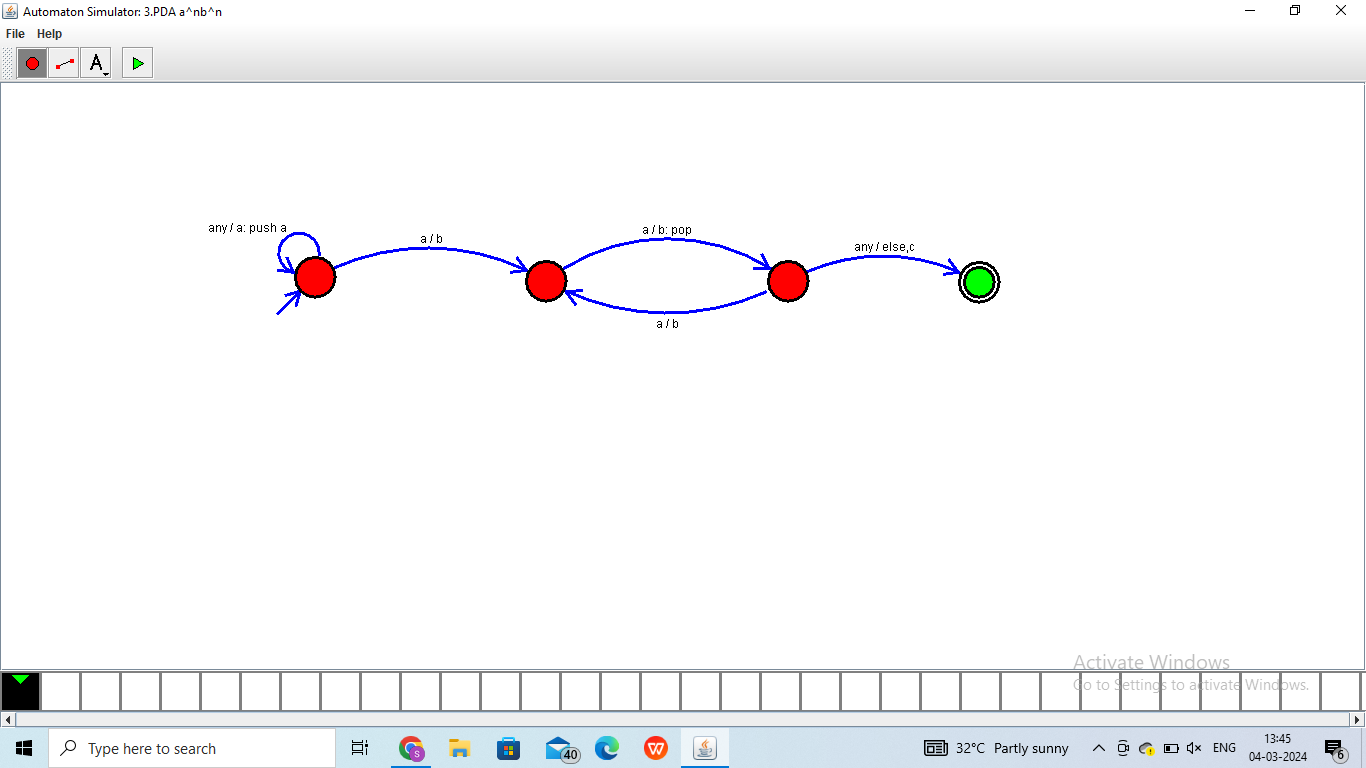 Automaton Simulator: 3.PDA a^nb^n
File Help
A
any / a: push a
a / b
a / b: pop
any / else,c
a / b
Activate Windows
Go to Settings to activate Windows.
Type here to search
S
40
W
32°C Partly sunny
ENG
13:45
04-03-2024
6